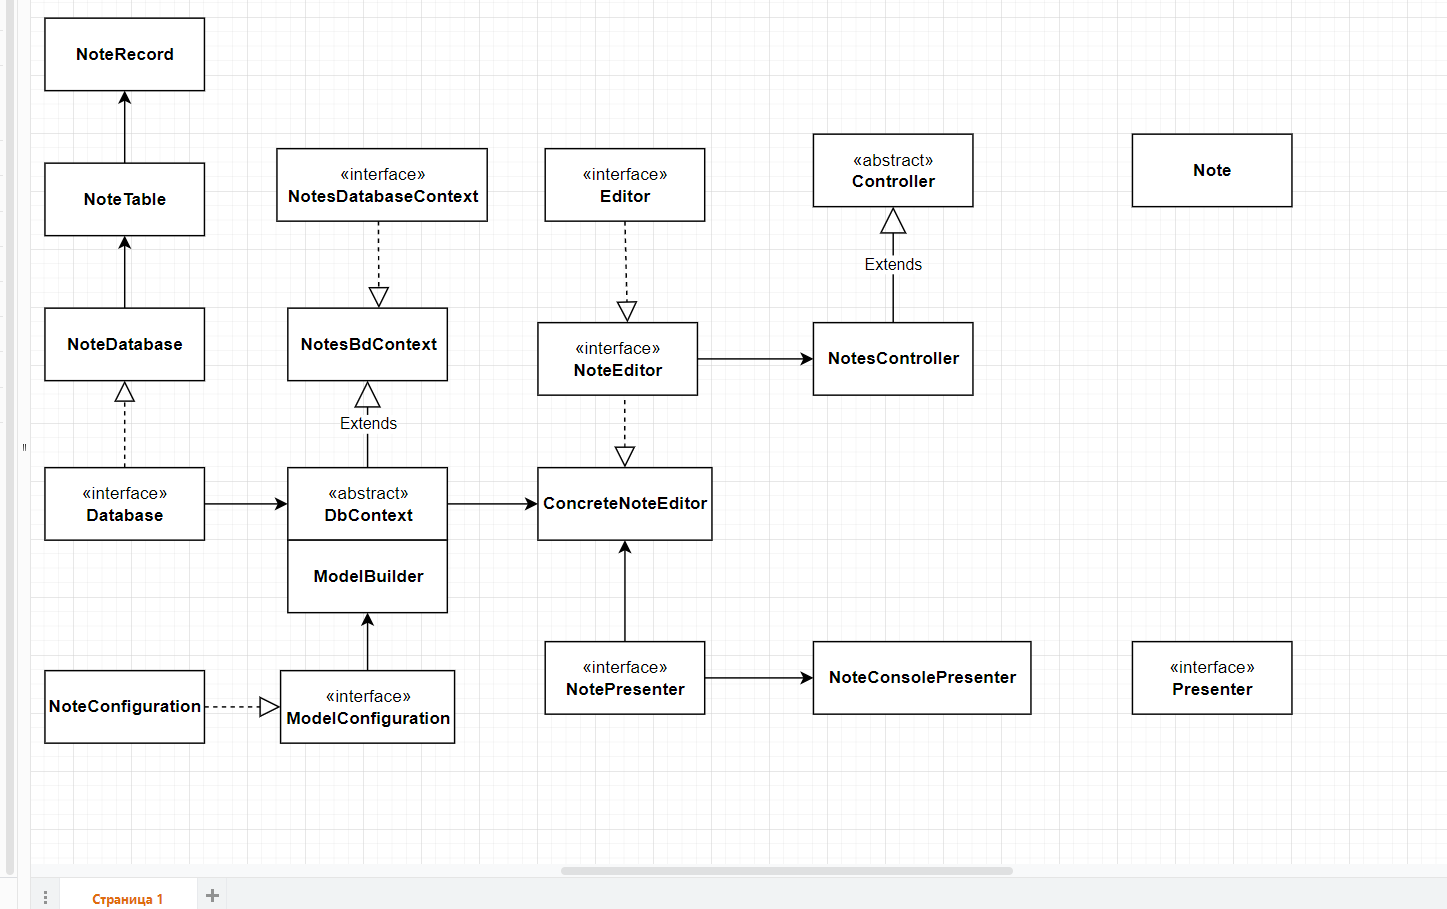 NoteRecord
NoteTable
NoteDatabase
«interface»
Database
NoteConfiguration
«interface»
NotesDatabaseContext
NotesBdContext
Extends
«abstract»
DbContext
ModelBuilder
«interface»
ModelConfiguration
«interface»
Editor
«interface»
NoteEditor
ConcreteNoteEditor
«interface»
NotePresenter
«abstract»
Controller
Extends
NotesController
NoteConsolePresenter
Note
«interface»
Presenter
Страница 1